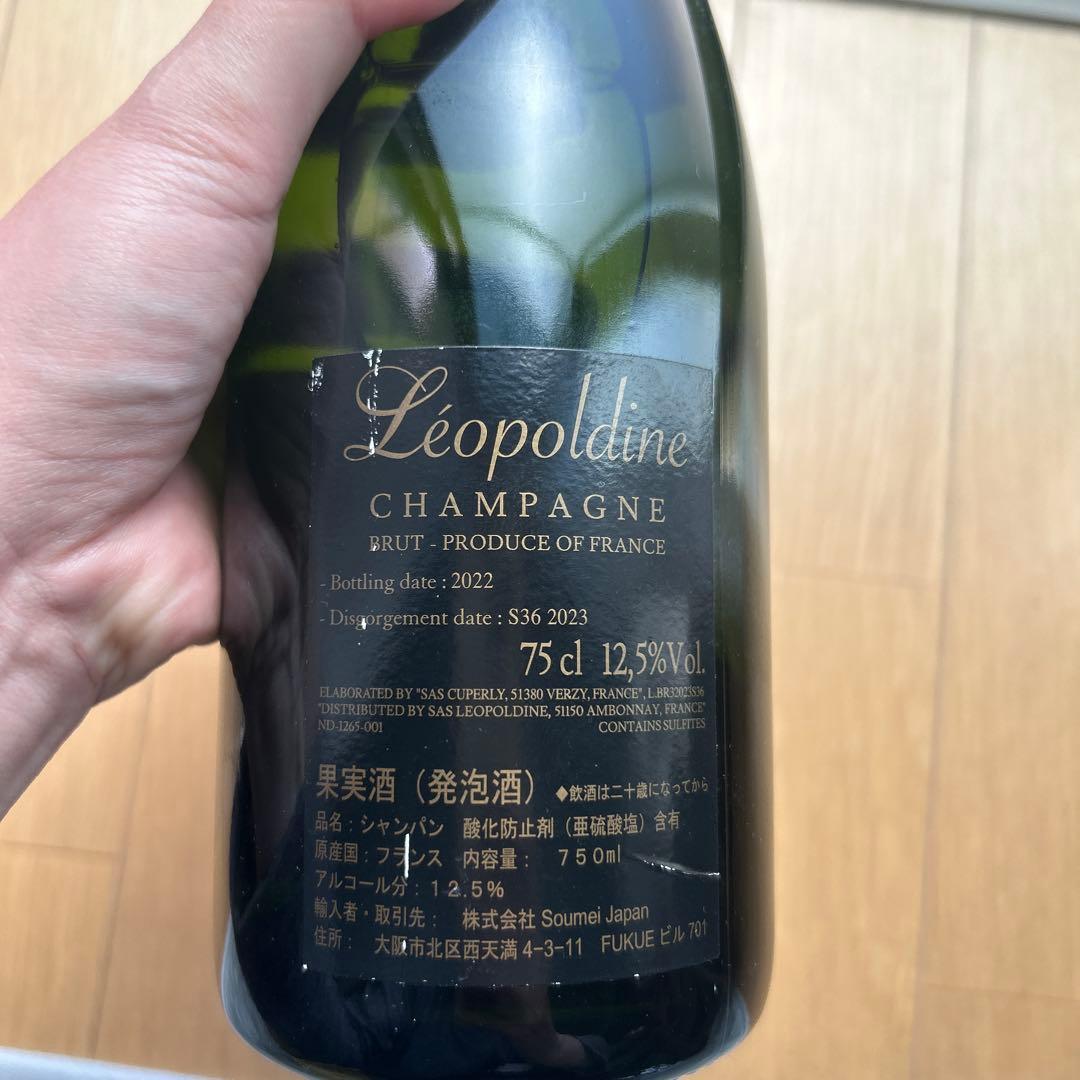 Léopoldine
CHAMPAGNE
BRUT - PRODUCE OF FRANCE
- Bottling date : 2022
- Disgorgement date : S36 2023
75 cl 12,5%Vol.
ELABORATED BY "SAS CUPERLY, 51380 VERZY, FRANCE", L.BR32023S36
"DISTRIBUTED BY SAS LEOPOLDINE, 51150 AMBONNAY, FRANCE"
ND-1265-001 CONTAINS SULFITES
果実酒（発泡酒） ◆飲酒は二十歳になってから
品名：シャンパン 酸化防止剤（亜硫酸塩）含有
原産国：フランス 内容量： 750ml
アルコール分：12.5%
輸入者・取引先： 株式会社 Soumei Japan
住所： 大阪市北区西天満 4-3-11 FUKUE ビル 701